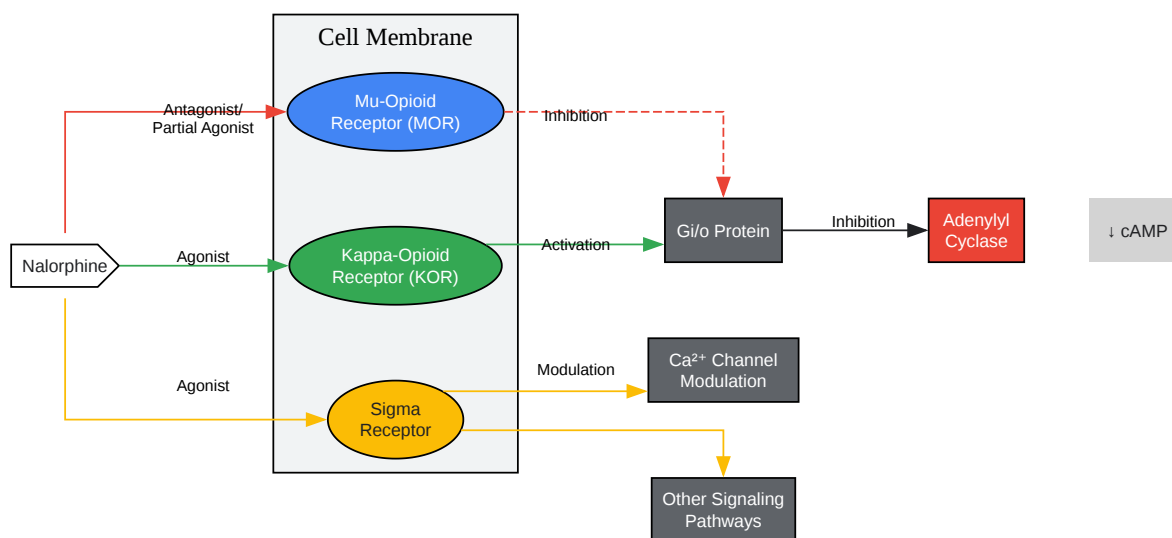 Cell Membrane
Antagonist/
Partial Agonist
Mu-Opioid
Receptor (MOR)
Inhibition
Nalorphine
Agonist
Kappa-Opioid
Receptor (KOR)
Activation
Gi/o Protein
Inhibition
Adenylyl
Cyclase
↓ cAMP
Agonist
Sigma
Receptor
Modulation
Ca²⁺ Channel
Modulation
Other Signaling
Pathways